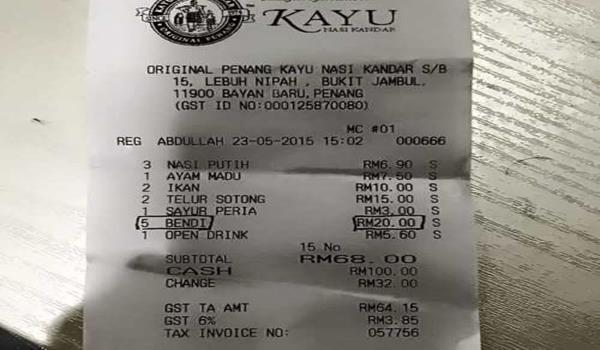 KAYU
NASI KANDAR
ORIGINAL PENANG KAYU NASI KANDAR S/B
15, LEBUH NIPAH , BUKIT JAMBUL,
11900 BAYAN BARU, PENANG
(GST ID NO:000125870080)
MC #01
REG ABDULLAH 23-05-2015 15:02 000666
3 NASI PUTIH RM6.90 S
1 AYAM MADU RM7.50 S
2 IKAN RM10.00 S
2 TELUR SOTONG RM15.00 S
1 SAYUR PERIA RM3.00 S
5 BENDI RM20.00 S
1 OPEN DRINK RM5.60 S
15 No
SUBTOTAL RM68.00
CASH RM100.00
CHANGE RM32.00
GST TA AMT RM64.15
GST 6% RM3.85
TAX INVOICE NO: 057756